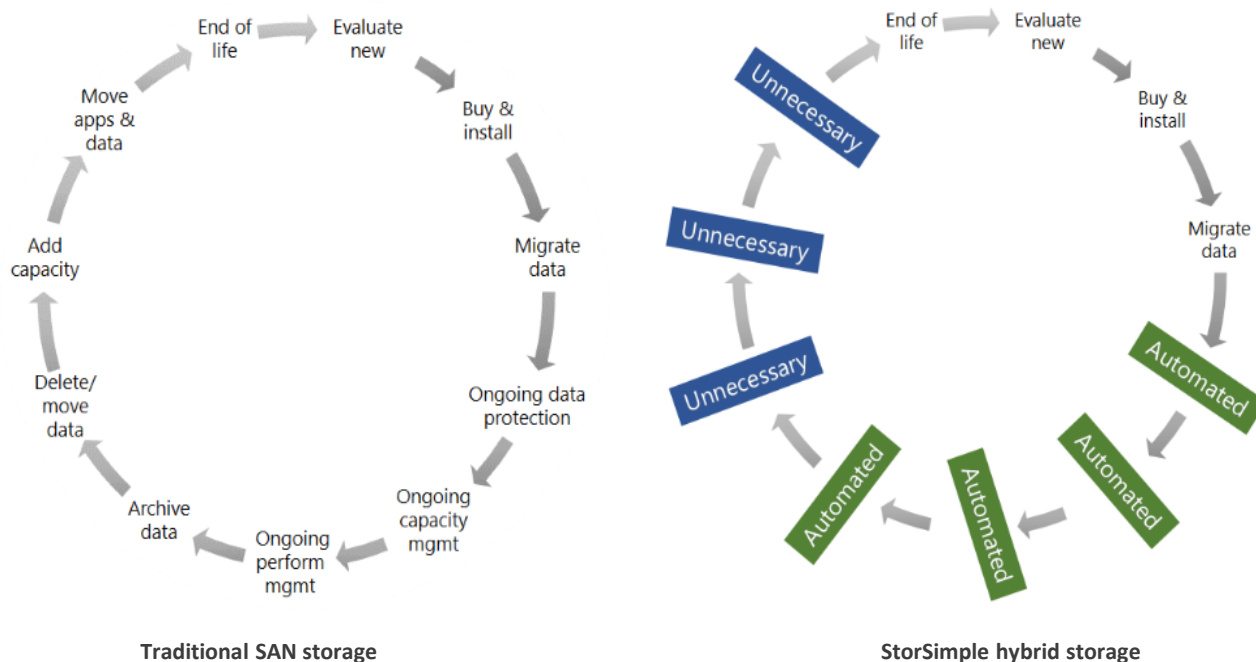 End of
life
Evaluate
new
Buy &
install
Migrate
data
Ongoing data
protection
Ongoing
capacity
mgmt
Ongoing
perform
mgmt
Archive
data
Delete/
move
data
Add
capacity
Move
apps &
data
Traditional SAN storage
End of
life
Evaluate
new
Buy &
install
Migrate
data
Automated
Automated
Automated
Automated
Unnecessary
Unnecessary
Unnecessary
StorSimple hybrid storage